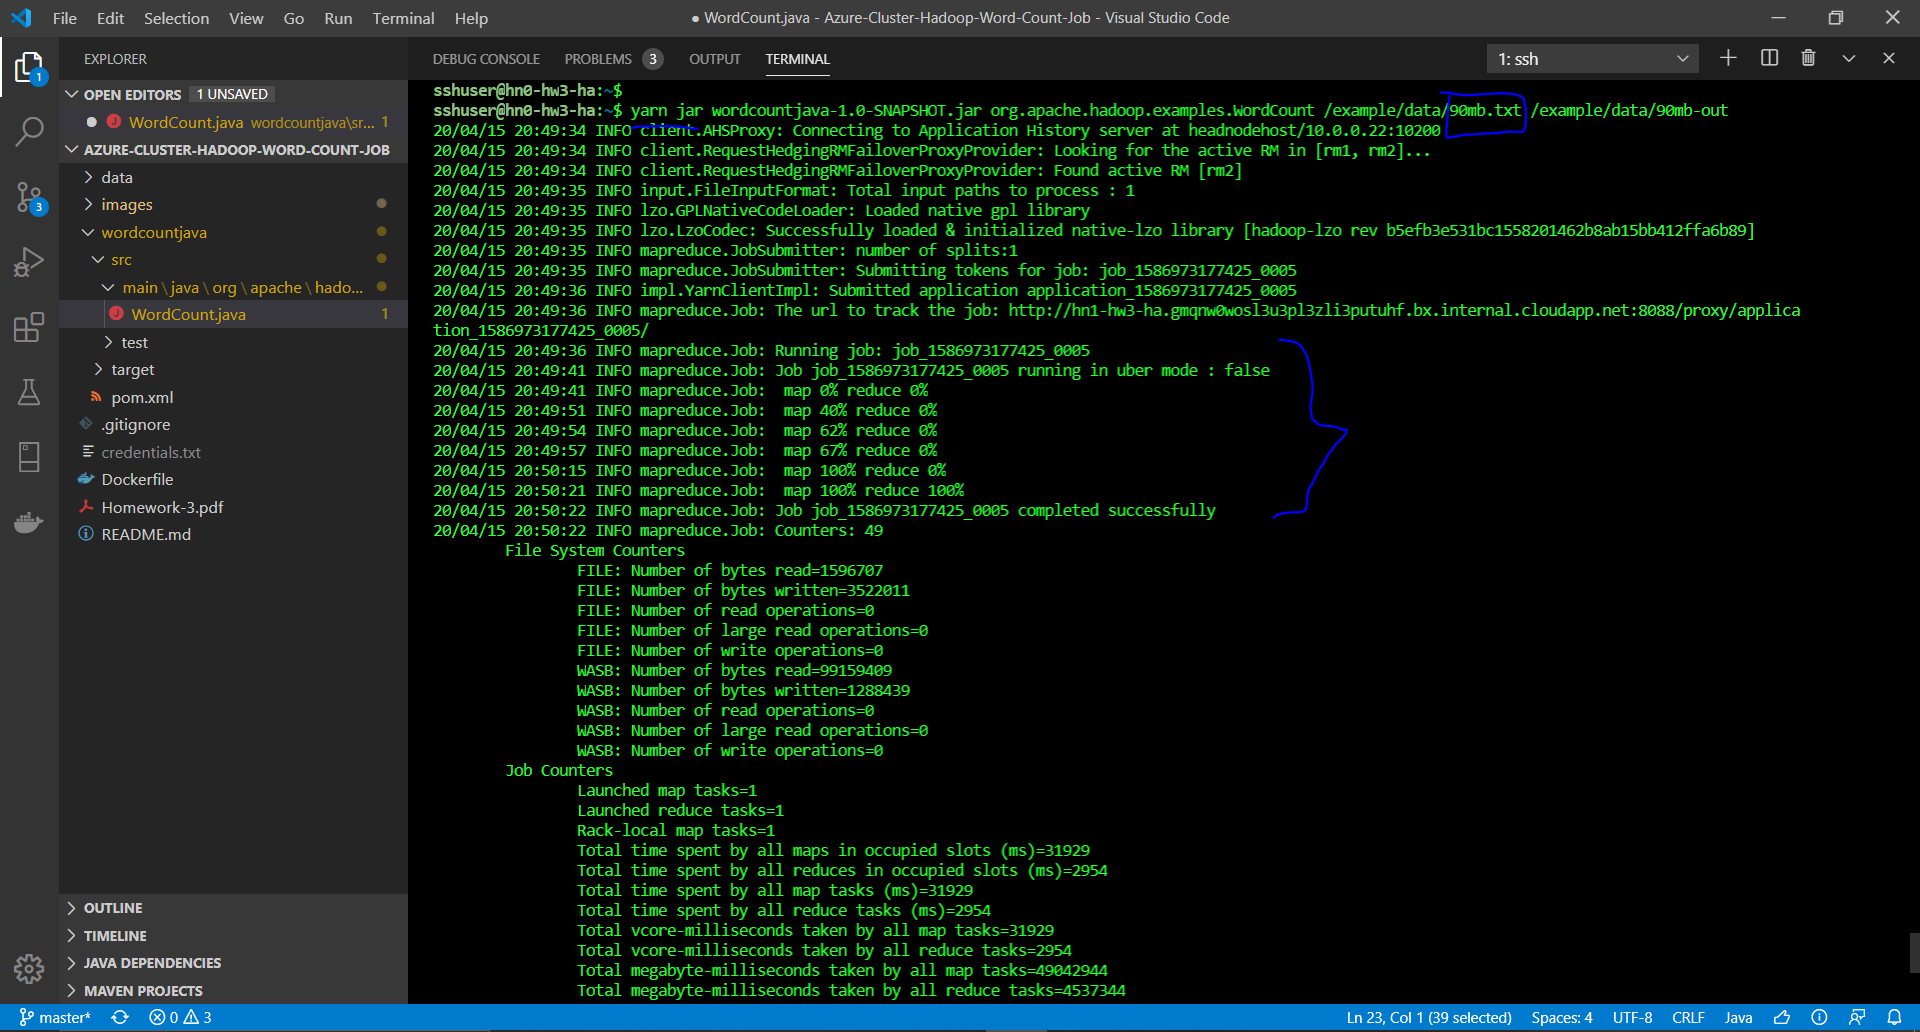 File Edit Selection View Go Run Terminal Help
● WordCount.java - Azure-Cluster-Hadoop-Word-Count-Job - Visual Studio Code
EXPLORER
OPEN EDITORS 1 UNSAVED
WordCount.java wordcountjava\sr... 1
AZURE-CLUSTER-HADOOP-WORD-COUNT-JOB
data
images
wordcountjava
src
main\java\org\apache\hado...
WordCount.java 1
test
target
pom.xml
.gitignore
credentials.txt
Dockerfile
Homework-3.pdf
README.md
OUTLINE
TIMELINE
JAVA DEPENDENCIES
MAVEN PROJECTS
1
3
DEBUG CONSOLE PROBLEMS 3 OUTPUT TERMINAL
1: ssh
sshuser@hn0-hw3-ha:~$
sshuser@hn0-hw3-ha:~$ yarn jar wordcountjava-1.0-SNAPSHOT.jar org.apache.hadoop.examples.WordCount /example/data/90mb.txt /example/data/90mb-out
20/04/15 20:49:34 INFO client.AHSProxy: Connecting to Application History server at headnodehost/10.0.0.22:10200
20/04/15 20:49:34 INFO client.RequestHedgingRMFailoverProxyProvider: Looking for the active RM in [rm1, rm2]...
20/04/15 20:49:34 INFO client.RequestHedgingRMFailoverProxyProvider: Found active RM [rm2]
20/04/15 20:49:35 INFO input.FileInputFormat: Total input paths to process : 1
20/04/15 20:49:35 INFO lzo.GPLNativeCodeLoader: Loaded native gpl library
20/04/15 20:49:35 INFO lzo.LzoCodec: Successfully loaded & initialized native-lzo library [hadoop-lzo rev b5efb3e531bc1558201462b8ab15bb412ffa6b89]
20/04/15 20:49:35 INFO mapreduce.JobSubmitter: number of splits:1
20/04/15 20:49:35 INFO mapreduce.JobSubmitter: Submitting tokens for job: job_1586973177425_0005
20/04/15 20:49:36 INFO impl.YarnClientImpl: Submitted application application_1586973177425_0005
20/04/15 20:49:36 INFO mapreduce.Job: The url to track the job: http://hn1-hw3-ha.gmqnw0wosl3u3pl3zli3putuhf.bx.internal.cloudapp.net:8088/proxy/applica
tion_1586973177425_0005/
20/04/15 20:49:36 INFO mapreduce.Job: Running job: job_1586973177425_0005
20/04/15 20:49:41 INFO mapreduce.Job: Job job_1586973177425_0005 running in uber mode : false
20/04/15 20:49:41 INFO mapreduce.Job:  map 0% reduce 0%
20/04/15 20:49:51 INFO mapreduce.Job:  map 40% reduce 0%
20/04/15 20:49:54 INFO mapreduce.Job:  map 62% reduce 0%
20/04/15 20:49:57 INFO mapreduce.Job:  map 67% reduce 0%
20/04/15 20:50:15 INFO mapreduce.Job:  map 100% reduce 0%
20/04/15 20:50:21 INFO mapreduce.Job:  map 100% reduce 100%
20/04/15 20:50:22 INFO mapreduce.Job: Job job_1586973177425_0005 completed successfully
20/04/15 20:50:22 INFO mapreduce.Job: Counters: 49
File System Counters
FILE: Number of bytes read=1596707
FILE: Number of bytes written=3522011
FILE: Number of read operations=0
FILE: Number of large read operations=0
FILE: Number of write operations=0
WASB: Number of bytes read=99159409
WASB: Number of bytes written=1288439
WASB: Number of read operations=0
WASB: Number of large read operations=0
WASB: Number of write operations=0
Job Counters
Launched map tasks=1
Launched reduce tasks=1
Rack-local map tasks=1
Total time spent by all maps in occupied slots (ms)=31929
Total time spent by all reduces in occupied slots (ms)=2954
Total time spent by all map tasks (ms)=31929
Total time spent by all reduce tasks (ms)=2954
Total vcore-milliseconds taken by all map tasks=31929
Total vcore-milliseconds taken by all reduce tasks=2954
Total megabyte-milliseconds taken by all map tasks=49042944
Total megabyte-milliseconds taken by all reduce tasks=4537344
master* 0 3 Ln 23, Col 1 (39 selected) Spaces: 4 UTF-8 CRLF Java